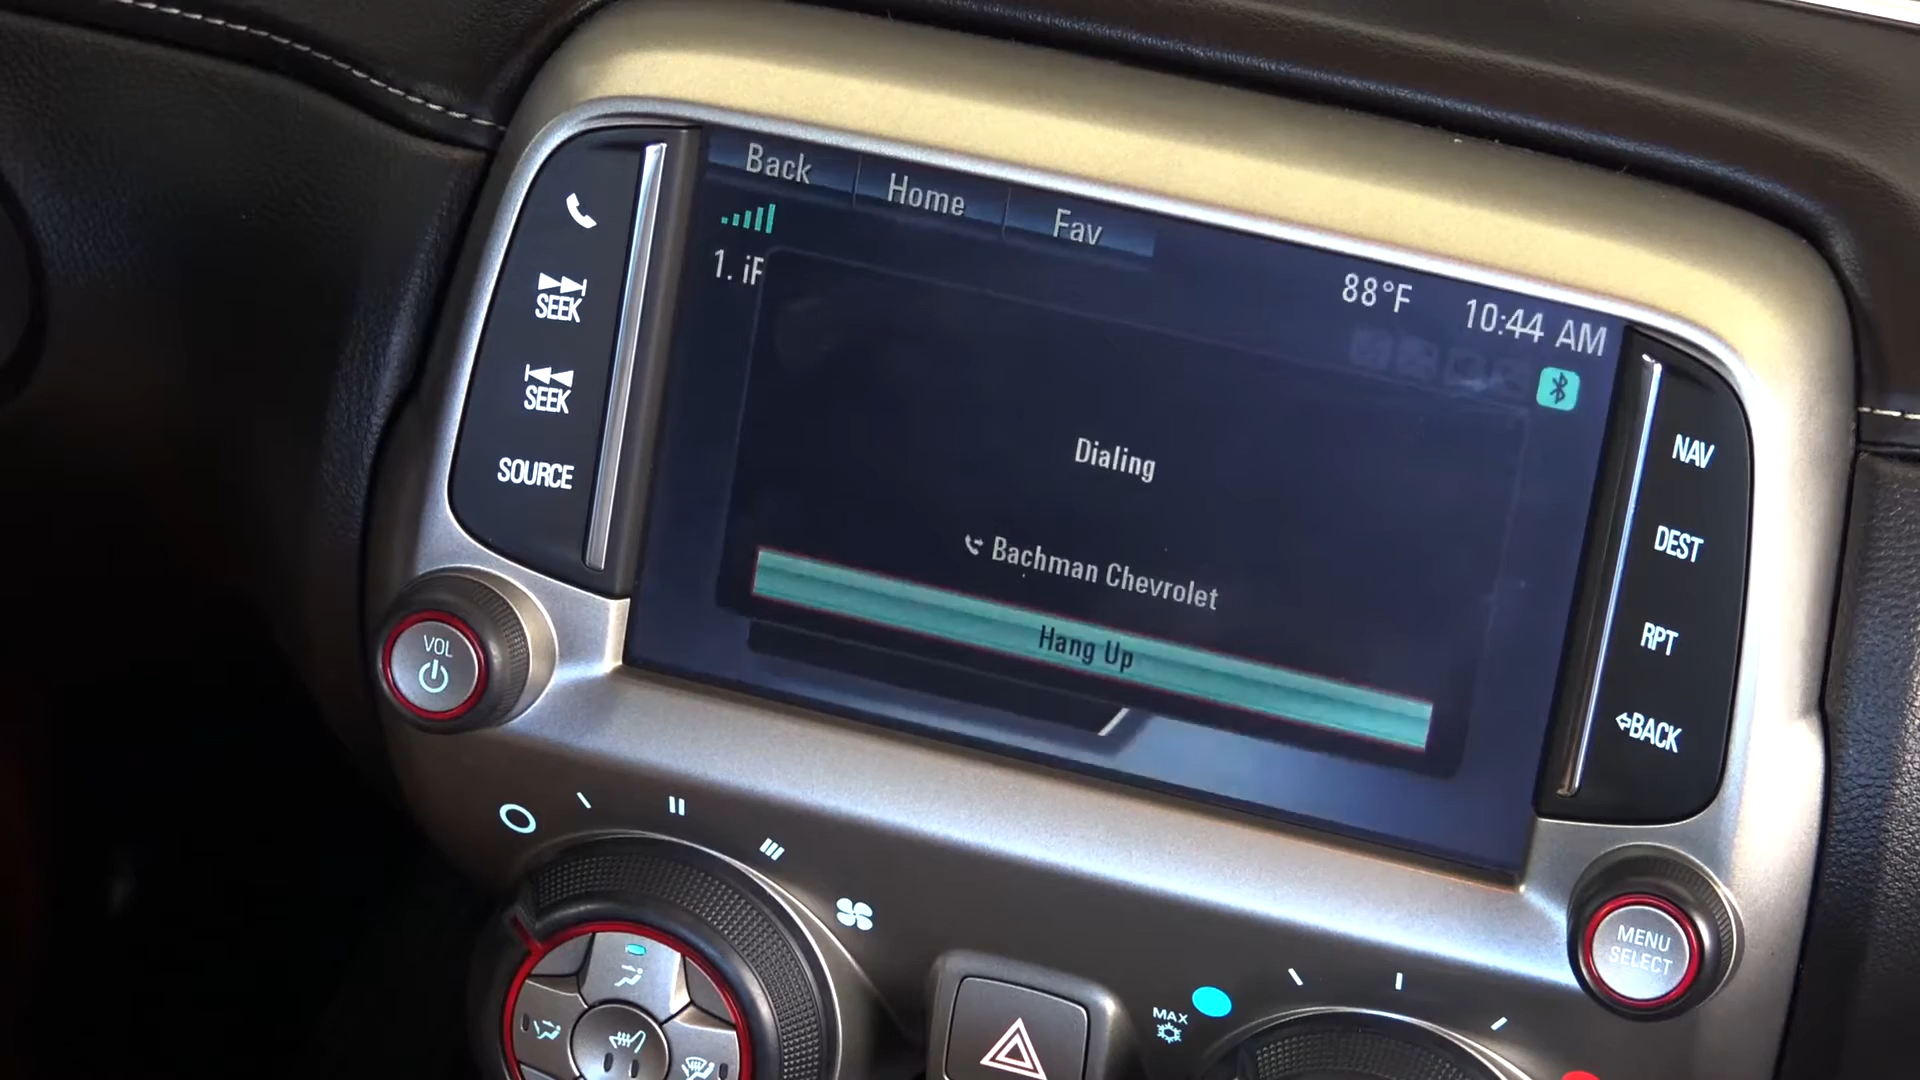 Back
Home
Fav
1. iP
88°F
10:44 AM
Dialing
Bachman Chevrolet
Hang Up
SEEK
SEEK
SOURCE
VOL
NAV
DEST
RPT
BACK
MENU
SELECT
MAX